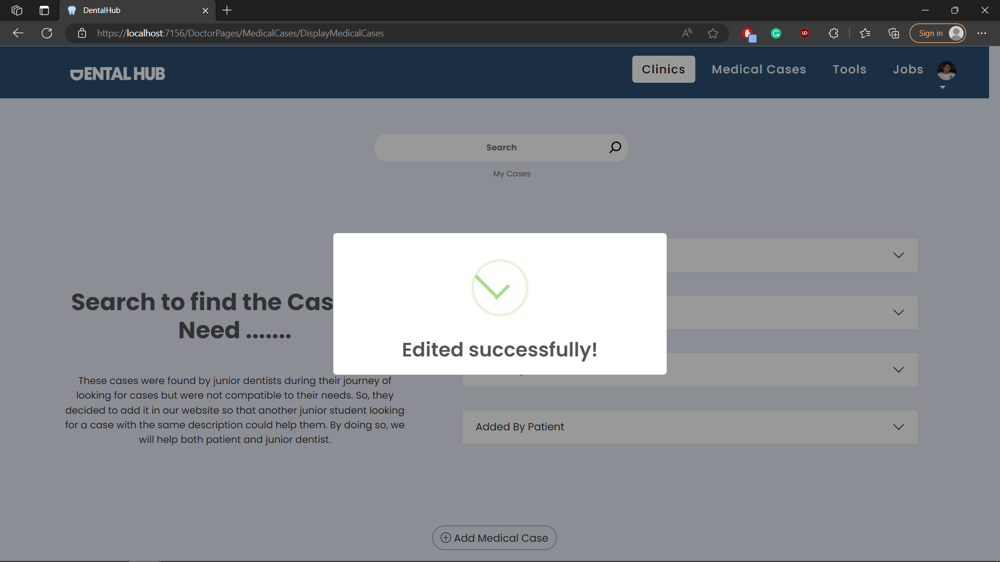 DentalHub
https://localhost:7156/DoctorPages/MedicalCases/DisplayMedicalCases
Sign in
DENTAL HUB
Clinics
Medical Cases
Tools
Jobs
Search
My Cases
Search to find the Cas
Need .......
These cases were found by junior dentists during their journey of
looking for cases but were not compatible to their needs. So, they
decided to add it in our website so that another junior student looking
for a case with the same description could help them. By doing so, we
will help both patient and junior dentist.
Edited successfully!
Added By Patient
Add Medical Case